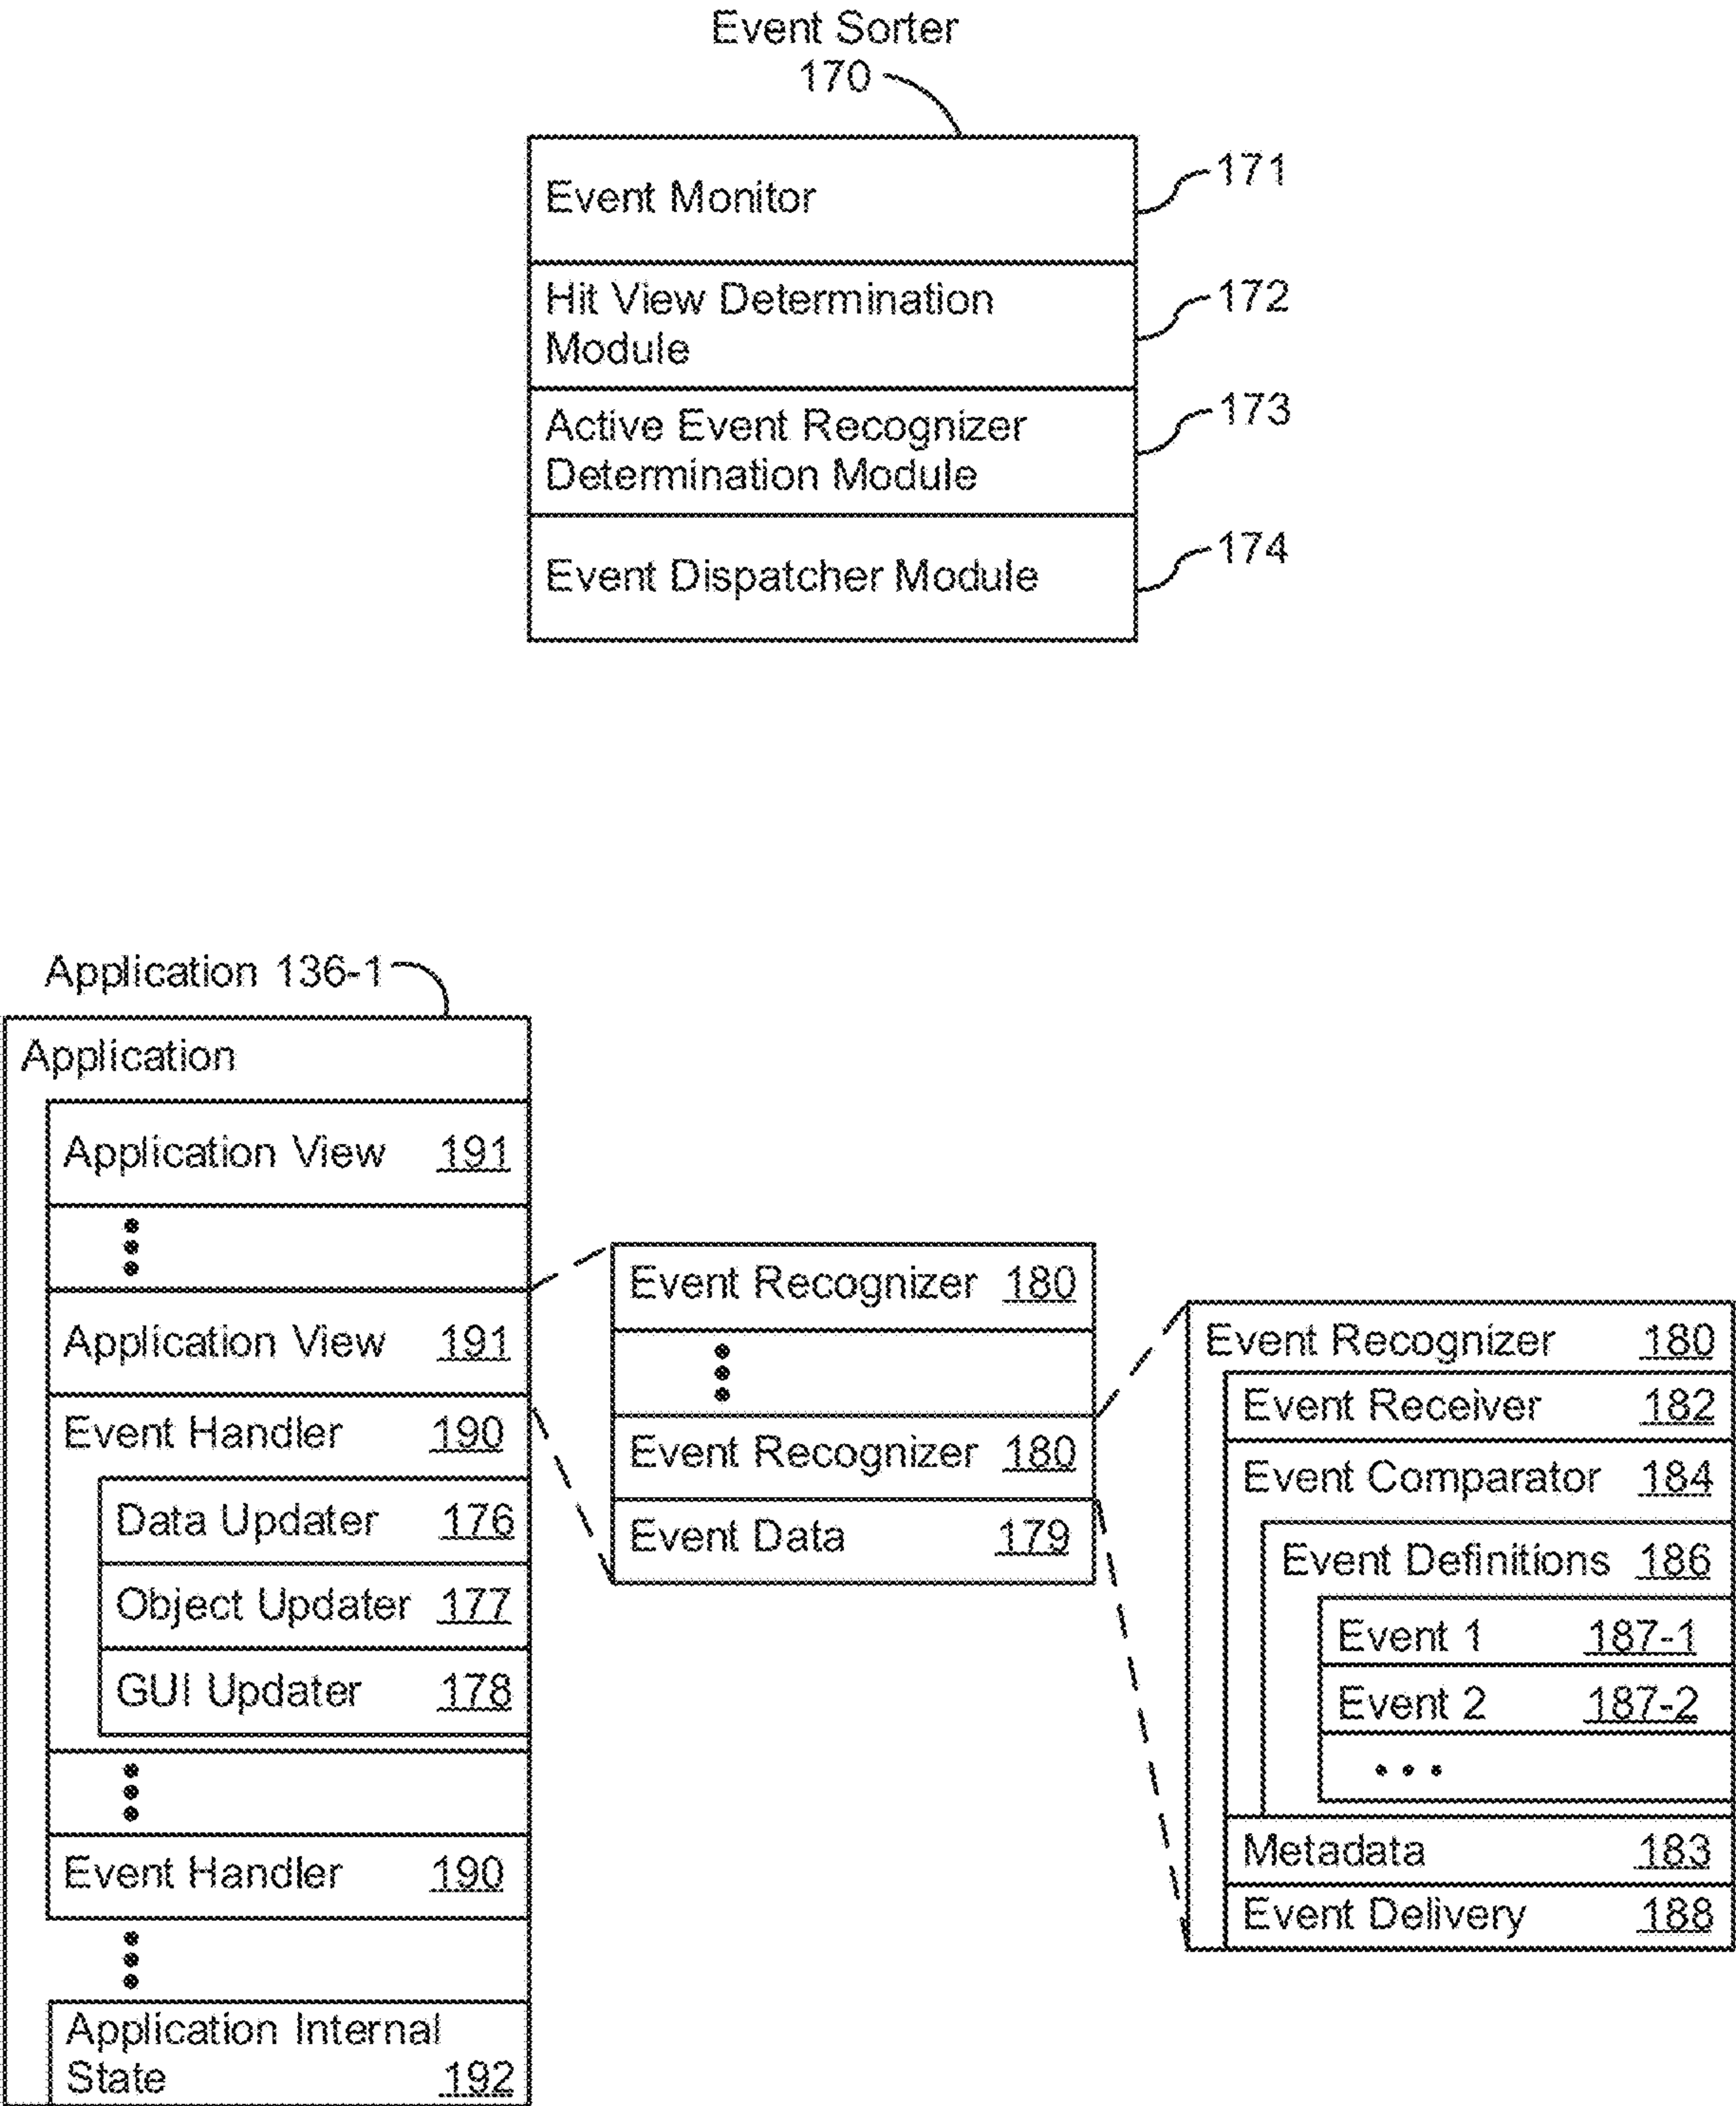 Event Sorter
170
Event Monitor
171
Hit View Determination
Module
172
Active Event Recognizer
Determination Module
173
Event Dispatcher Module
174
Application 136-1
Application
Application View 191
Application View 191
Event Handler 190
Data Updater 176
Object Updater 177
GUI Updater 178
Event Handler 190
Application Internal
State 192
Event Recognizer 180
Event Recognizer 180
Event Data 179
Event Recognizer 180
Event Receiver 182
Event Comparator 184
Event Definitions 186
Event 1 187-1
Event 2 187-2
Metadata 183
Event Delivery 188